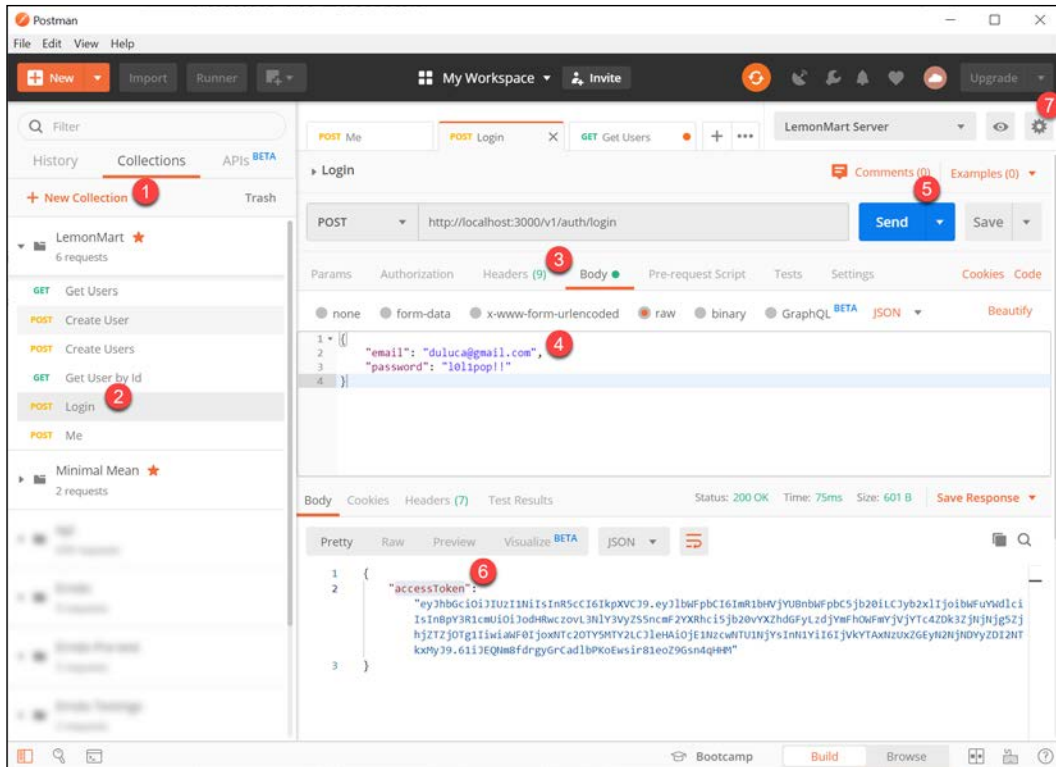 Postman
File Edit View Help
New Import Runner My Workspace Invite Upgrade
7
Filter
History Collections APIs BETA
1
+ New Collection Trash
LemonMart
6 requests
GET Get Users
POST Create User
POST Create Users
GET Get User by Id
2
POST Login
POST Me
Minimal Mean
2 requests
POST Me POST Login X GET Get Users + ••• LemonMart Server
Login Comments (0) Examples (0)
5
POST http://localhost:3000/v1/auth/login Send Save
3
Params Authorization Headers (9) Body Pre-request Script Tests Settings Cookies Code
none form-data x-www-form-urlencoded raw binary GraphQL BETA JSON Beautify
1 {
4
2 "email": "duluca@gmail.com",
3 "password": "l0l1pop!!"
4 }
Body Cookies Headers (7) Test Results Status: 200 OK Time: 75ms Size: 601 B Save Response
Pretty Raw Preview Visualize BETA JSON
6
1 {
2 "accessToken":
3 }
Bootcamp Build Browse